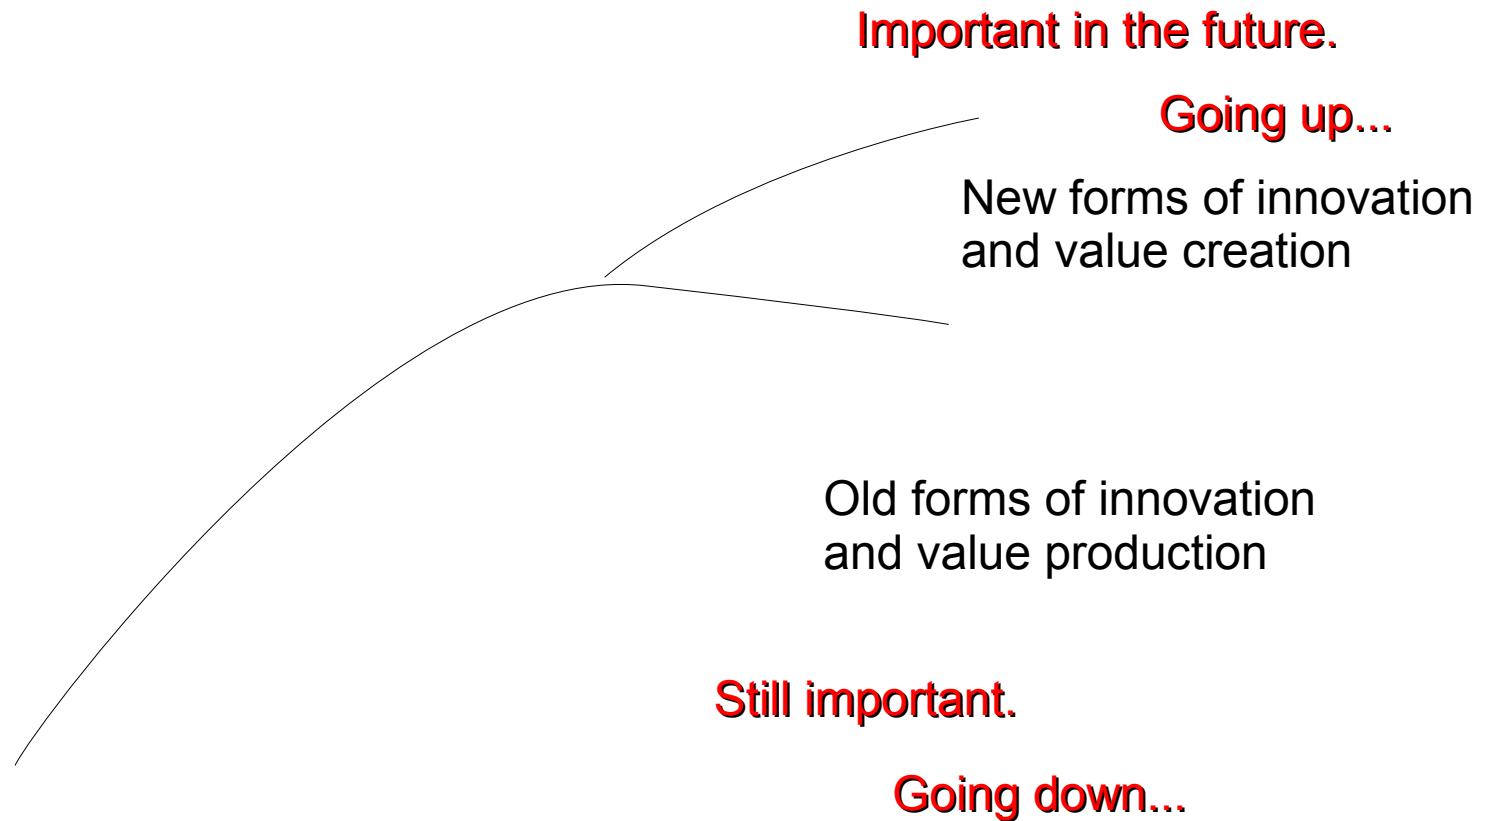 Important in the future.
Going up...
New forms of innovation
and value creation
Old forms of innovation
and value production
Still important.
Going down...